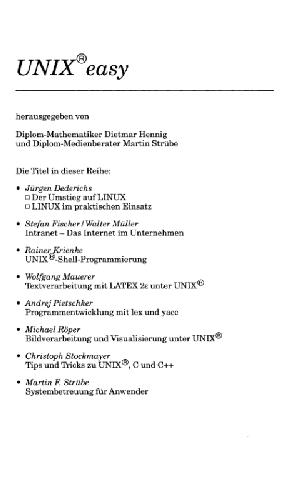 UNIX®easy
herausgegeben von
Diplom-Mathematiker Dietmar Hennig
und Diplom-Medienberater Martin Strübe
Die Titel in dieser Reihe:
• Jürgen Dederichs
□ Der Umstieg auf LINUX
□ LINUX im praktischen Einsatz
• Stefan Fischer/Walter Müller
Intranet – Das Internet im Unternehmen
• Rainer Krienke
UNIX®-Shell-Programmierung
• Wolfgang Mauerer
Textverarbeitung mit LATEX 2ε unter UNIX®
• Andrej Pietschker
Programmentwicklung mit lex und yacc
• Michael Röper
Bildverarbeitung und Visualisierung unter UNIX®
• Christoph Stockmayer
Tips und Tricks zu UNIX®, C und C++
• Martin F. Strübe
Systembetreuung für Anwender